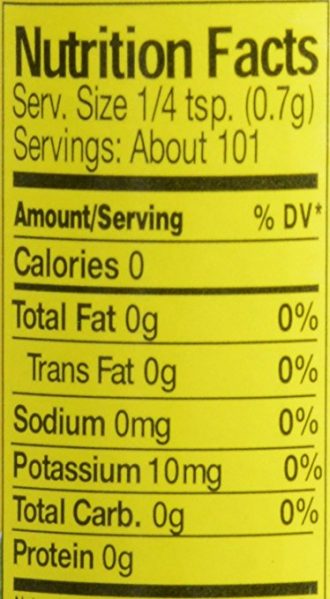 Nutrition Facts
Serv. Size 1/4 tsp. (0.7g)
Servings: About 101
Amount/Serving % DV*
Calories 0
Total Fat 0g 0%
Trans Fat 0g 0%
Sodium 0mg 0%
Potassium 10mg 0%
Total Carb. 0g 0%
Protein 0g